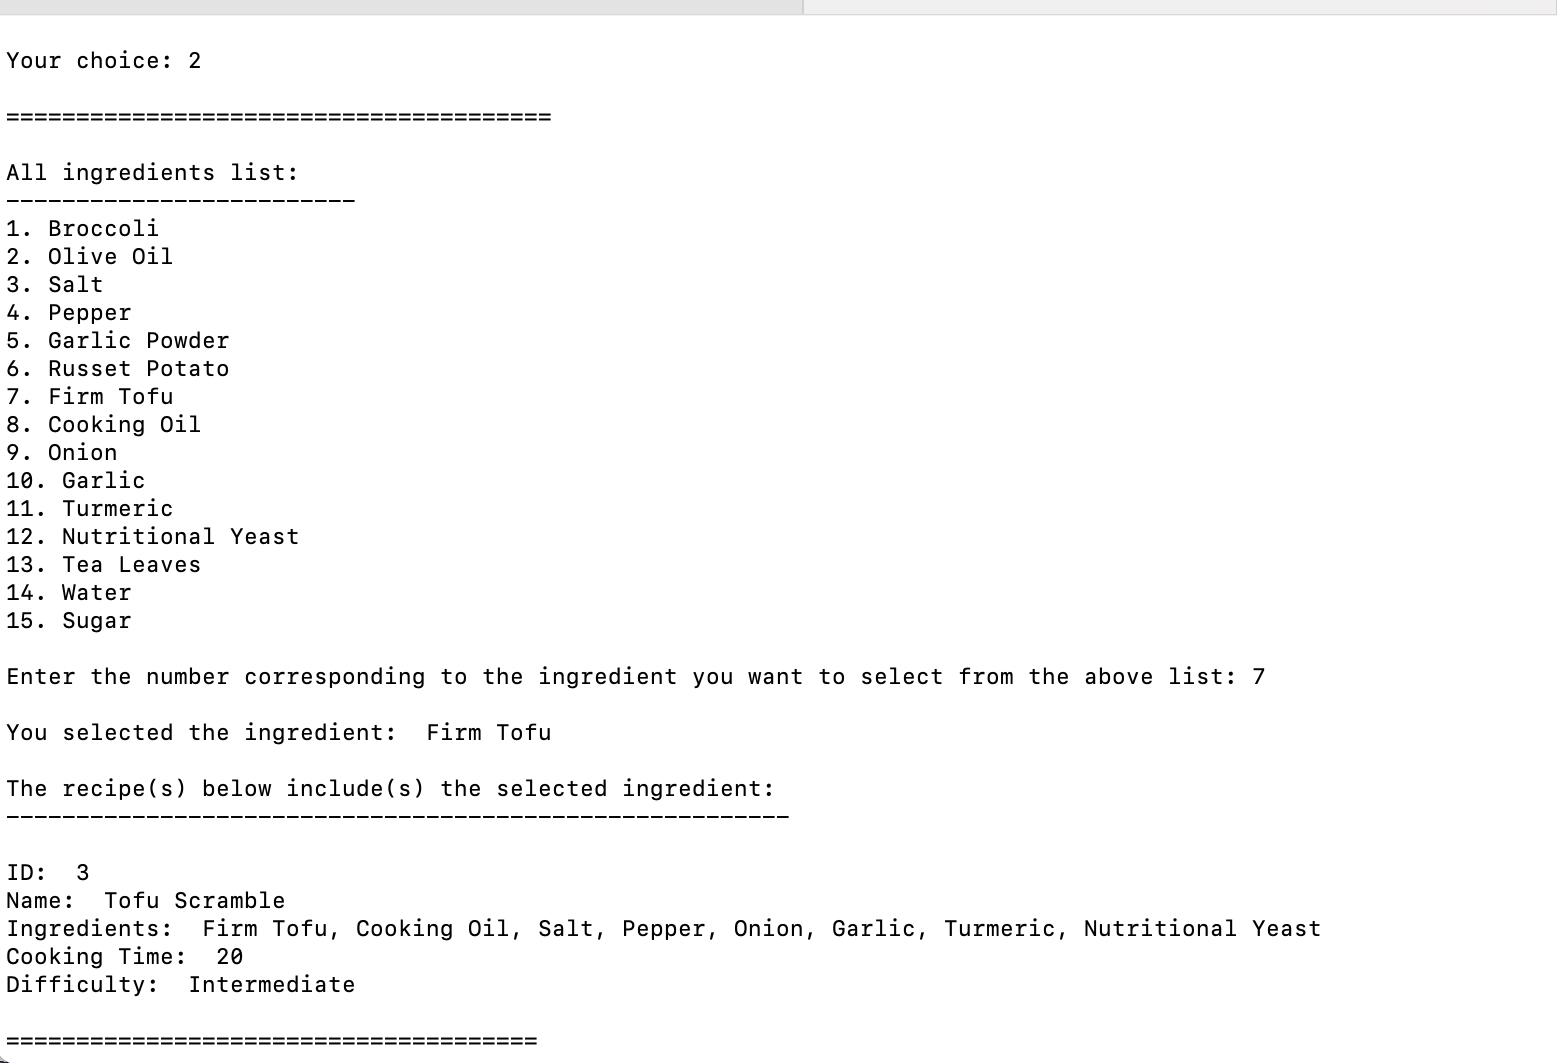 Your choice: 2
=======================================
All ingredients list:
-------------------------
1. Broccoli
2. Olive Oil
3. Salt
4. Pepper
5. Garlic Powder
6. Russet Potato
7. Firm Tofu
8. Cooking Oil
9. Onion
10. Garlic
11. Turmeric
12. Nutritional Yeast
13. Tea Leaves
14. Water
15. Sugar
Enter the number corresponding to the ingredient you want to select from the above list: 7
You selected the ingredient:  Firm Tofu
The recipe(s) below include(s) the selected ingredient:
--------------------------------------------------------
ID:  3
Name:  Tofu Scramble
Ingredients:  Firm Tofu, Cooking Oil, Salt, Pepper, Onion, Garlic, Turmeric, Nutritional Yeast
Cooking Time:  20
Difficulty:  Intermediate
======================================